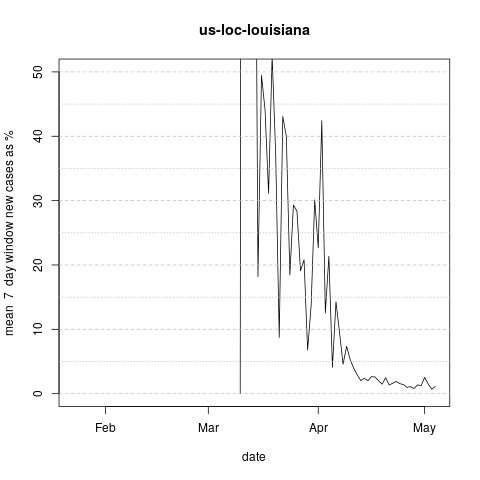 us-loc-louisiana
mean 7 day window new cases as %
50
40
30
20
10
0
Feb
Mar
Apr
May
date